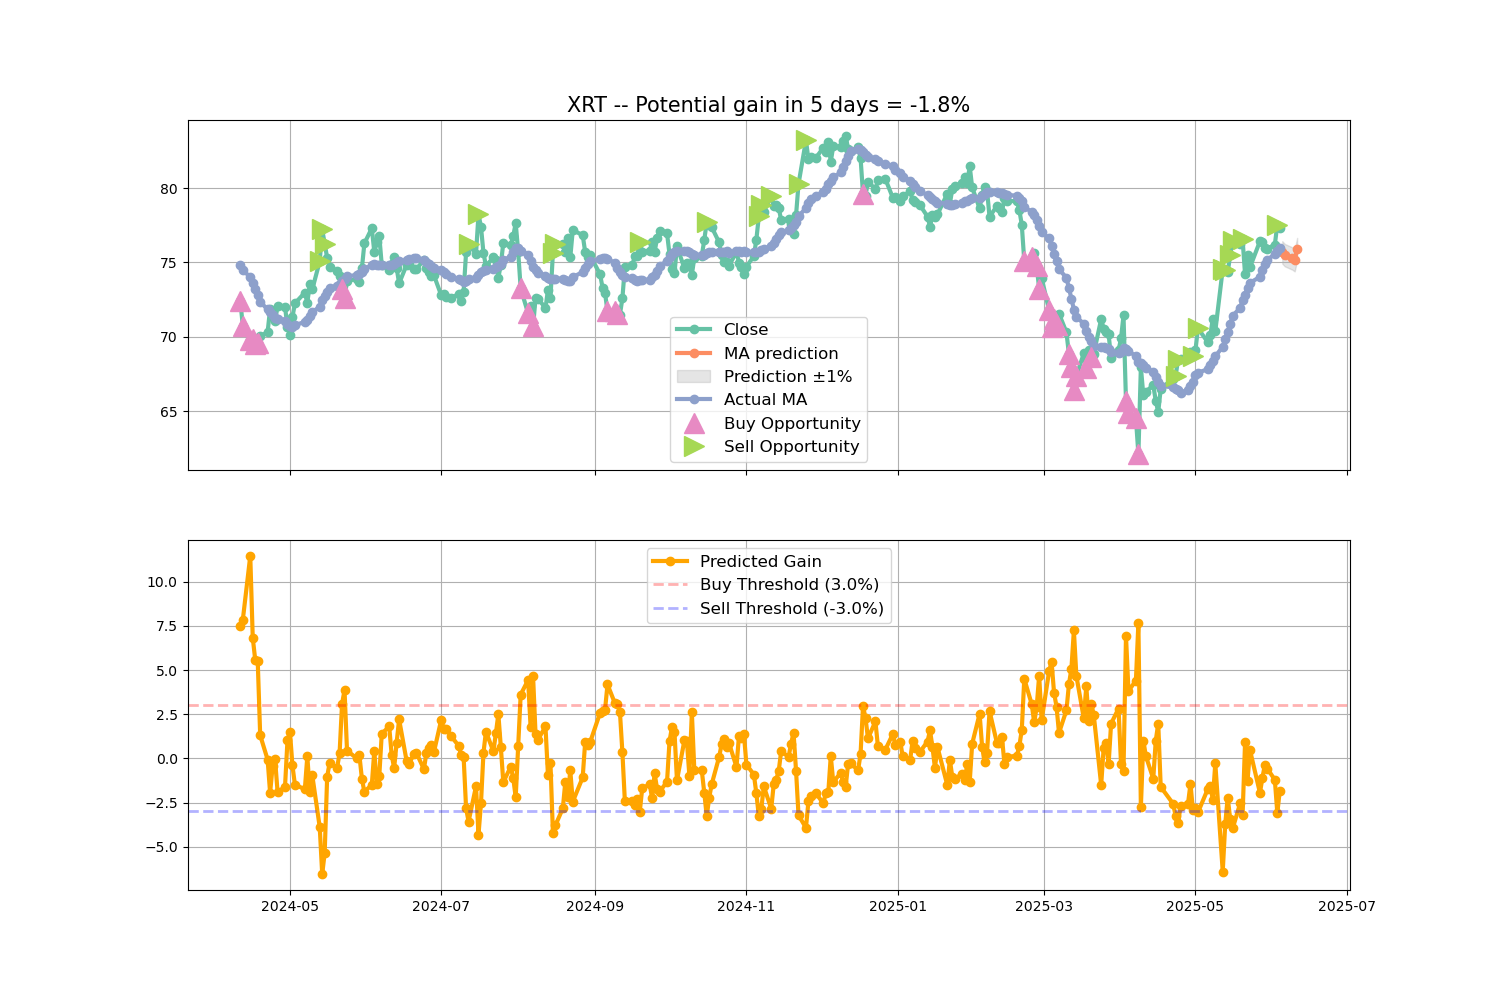 XRT -- Potential gain in 5 days = -1.8%
80
75
70
65
Close
MA prediction
Prediction ±1%
Actual MA
Buy Opportunity
Sell Opportunity
10.0
7.5
5.0
2.5
0.0
−2.5
−5.0
Predicted Gain
Buy Threshold (3.0%)
Sell Threshold (-3.0%)
2024-05 2024-07 2024-09 2024-11 2025-01 2025-03 2025-05 2025-07